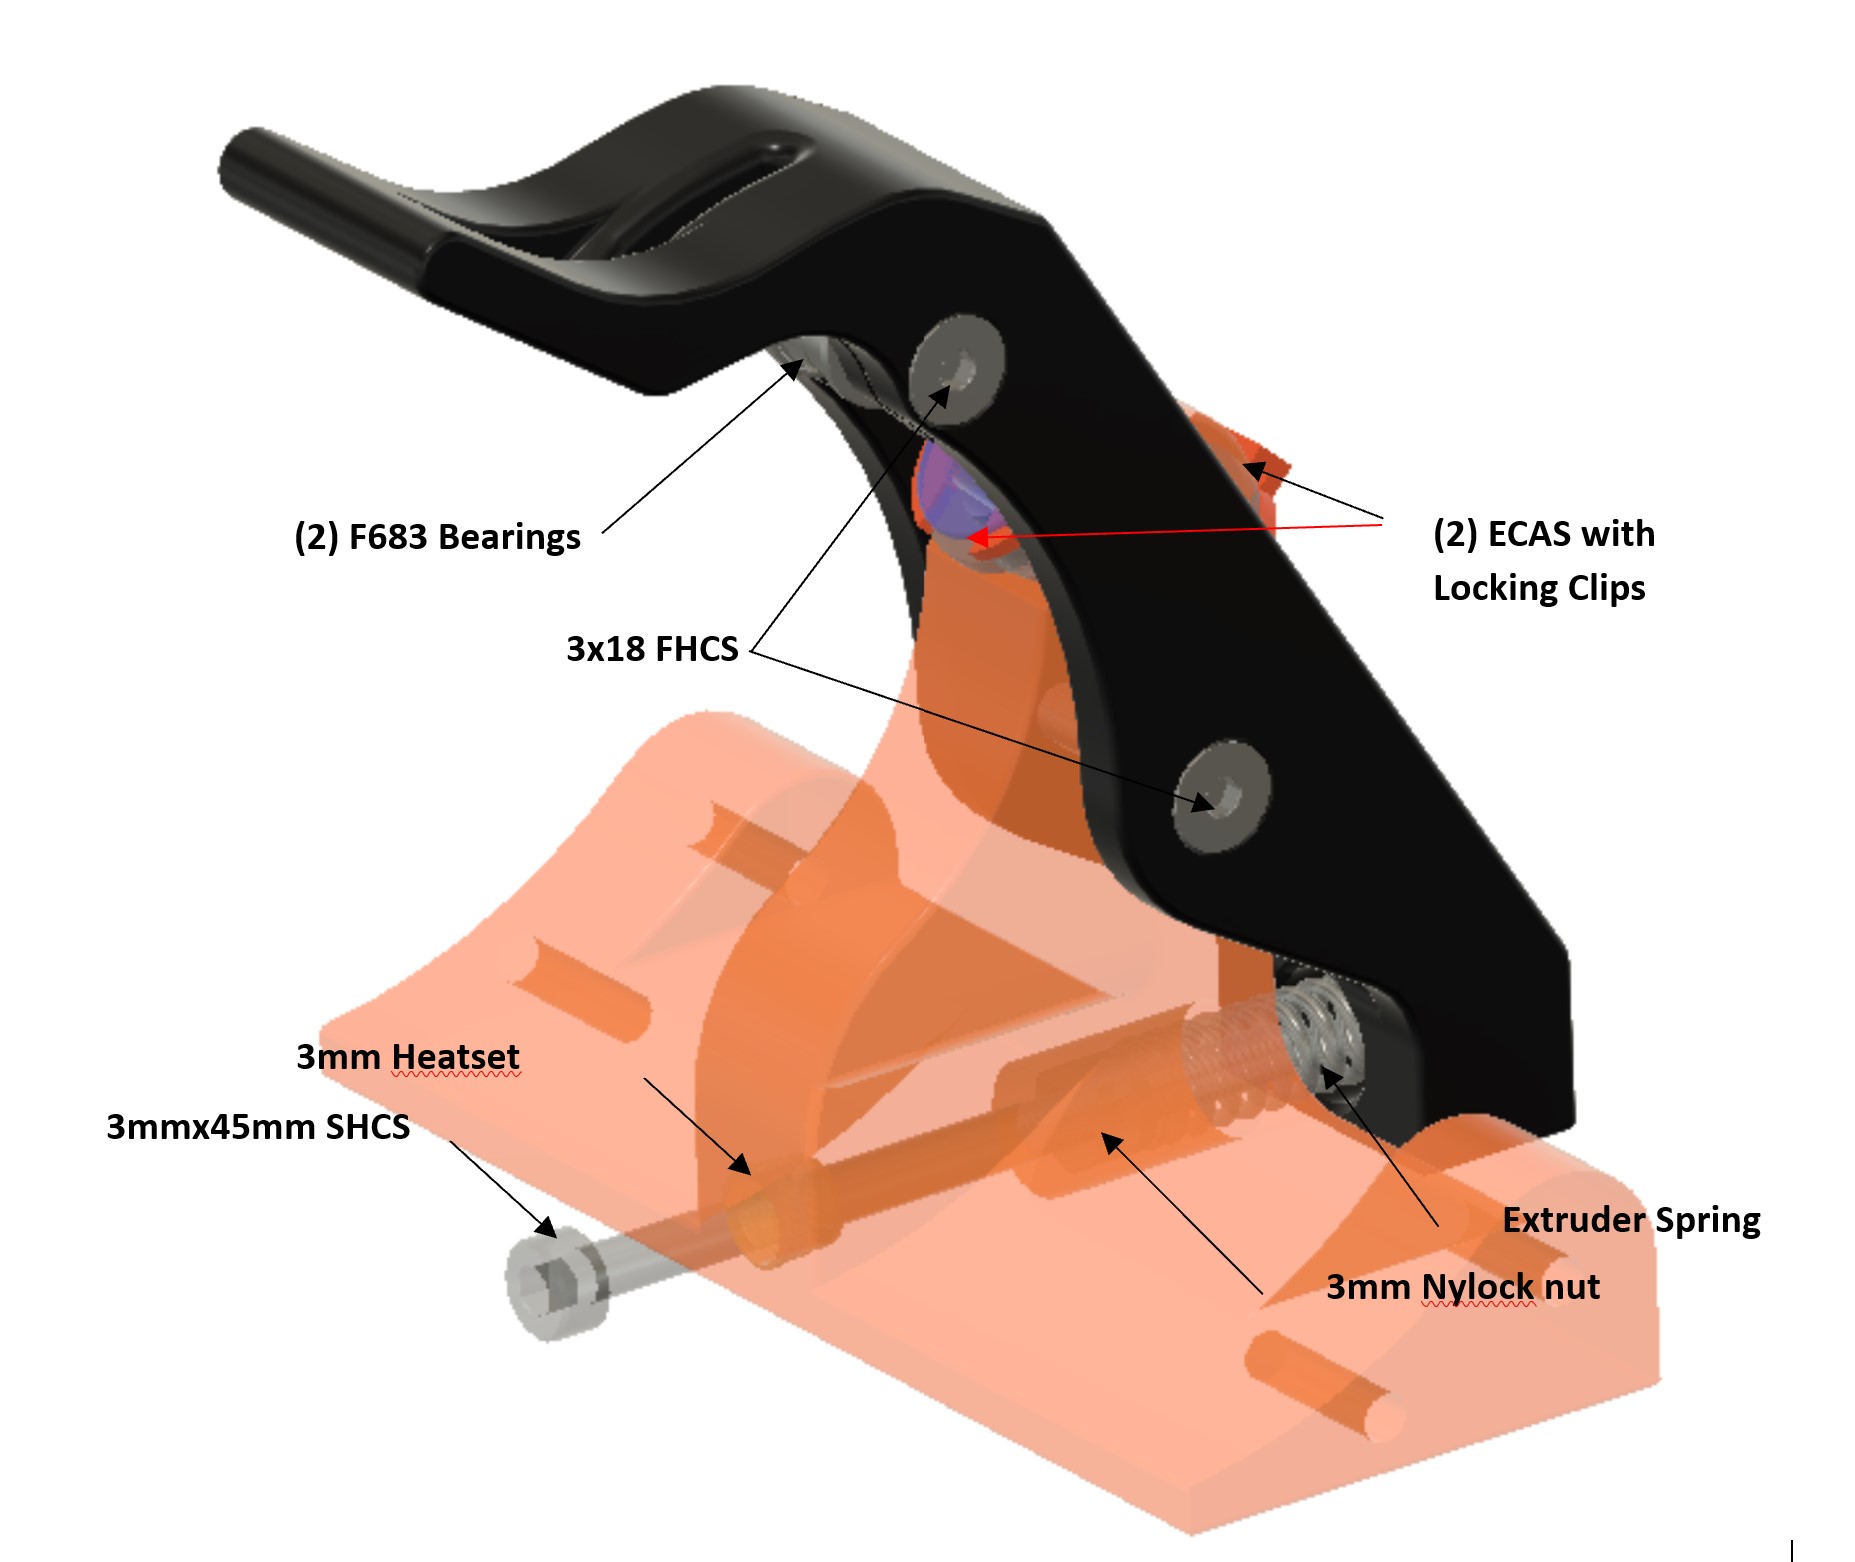 (2) F683 Bearings
(2) ECAS with
Locking Clips
3x18 FHCS
3mm Heatset
3mmx45mm SHCS
Extruder Spring
3mm Nylock nut